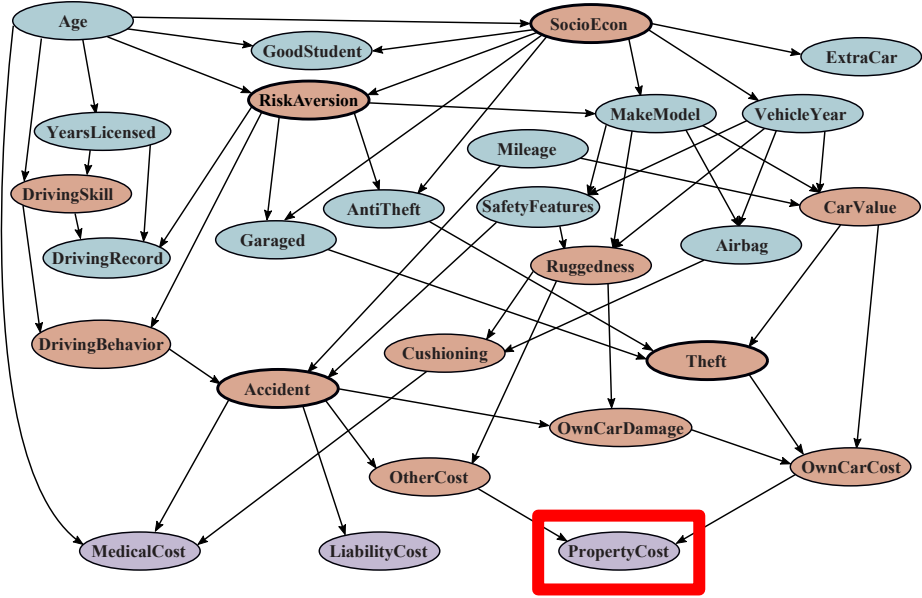 Age
SocioEcon
GoodStudent
ExtraCar
RiskAversion
MakeModel
VehicleYear
YearsLicensed
Mileage
DrivingSkill
AntiTheft
SafetyFeatures
CarValue
DrivingRecord
Garaged
Airbag
Ruggedness
DrivingBehavior
Cushioning
Theft
Accident
OwnCarDamage
OtherCost
OwnCarCost
MedicalCost
LiabilityCost
PropertyCost